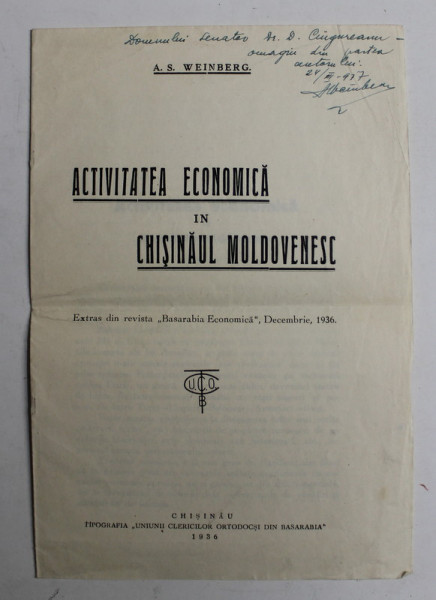 Domnului Senator Dr. D. Ciugureanu –
omagiu din partea
autorului.
24/III-937
A. S. WEINBERG.
ACTIVITATEA ECONOMICĂ
IN
CHIŞINĂUL MOLDOVENESC
Extras din revista „Basarabia Economică“, Decembrie, 1936.
U.C.O.
B
CHIŞINĂU
TIPOGRAFIA „UNIUNII CLERICILOR ORTODOCŞI DIN BASARABIA“
1936